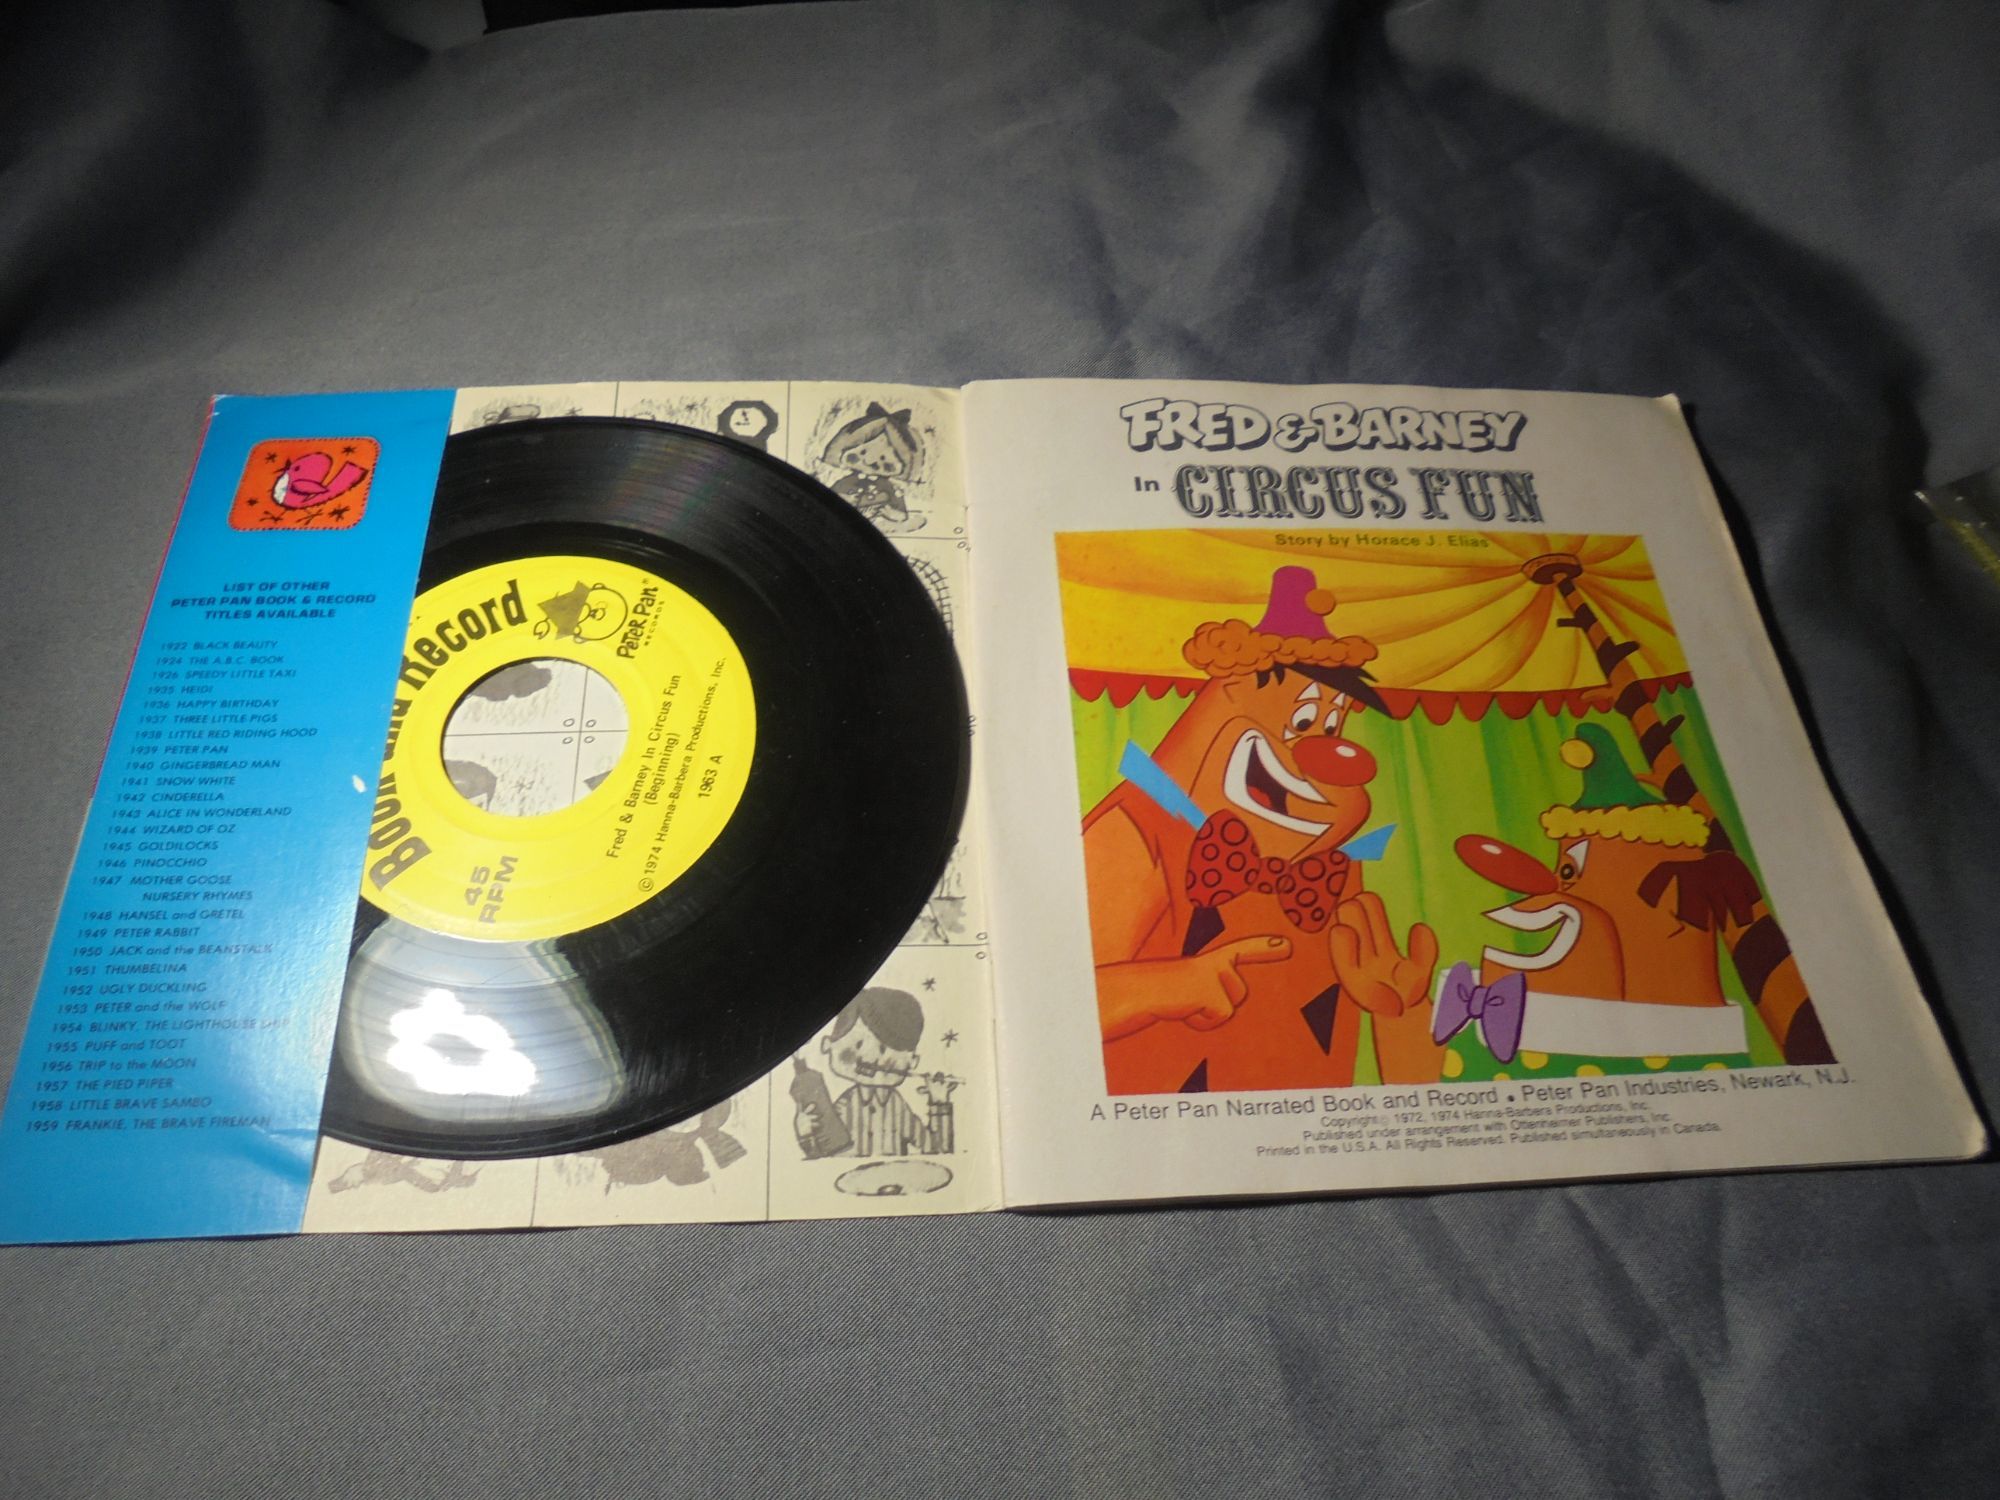 LIST OF OTHER
PETER PAN BOOK & RECORD
TITLES AVAILABLE
1922 BLACK BEAUTY
1924 THE A.B.C. BOOK
1926 SPEEDY LITTLE TAXI
1935 HEIDI
1936 HAPPY BIRTHDAY
1937 THREE LITTLE PIGS
1938 LITTLE RED RIDING HOOD
1939 PETER PAN
1940 GINGERBREAD MAN
1941 SNOW WHITE
1942 CINDERELLA
1943 ALICE IN WONDERLAND
1944 WIZARD OF OZ
1945 GOLDILOCKS
1946 PINOCCHIO
1947 MOTHER GOOSE
NURSERY RHYMES
1948 HANSEL and GRETEL
1949 PETER RABBIT
1950 JACK and the BEANSTALK
1951 THUMBELINA
1952 UGLY DUCKLING
1953 PETER and the WOLF
1954 BLINKY, THE LIGHTHOUSE SHIP
1955 PUFF and TOOT
1956 TRIP to the MOON
1957 THE PIED PIPER
1958 LITTLE BRAVE SAMBO
1959 FRANKIE, THE BRAVE FIREMAN
Book and Record
PETER PAN®
RECORDS
45
RPM
Fred & Barney In Circus Fun
(Beginning)
©1974 Hanna-Barbera Productions, Inc.
1963 A
FRED & BARNEY
In CIRCUS FUN
Story by Horace J. Elias
A Peter Pan Narrated Book and Record • Peter Pan Industries, Newark, N.J.
Copyright © 1972, 1974 Hanna-Barbera Productions, Inc.
Published under arrangement with Ottenheimer Publishers, Inc.
Printed in the U.S.A. All Rights Reserved. Published simultaneously in Canada.